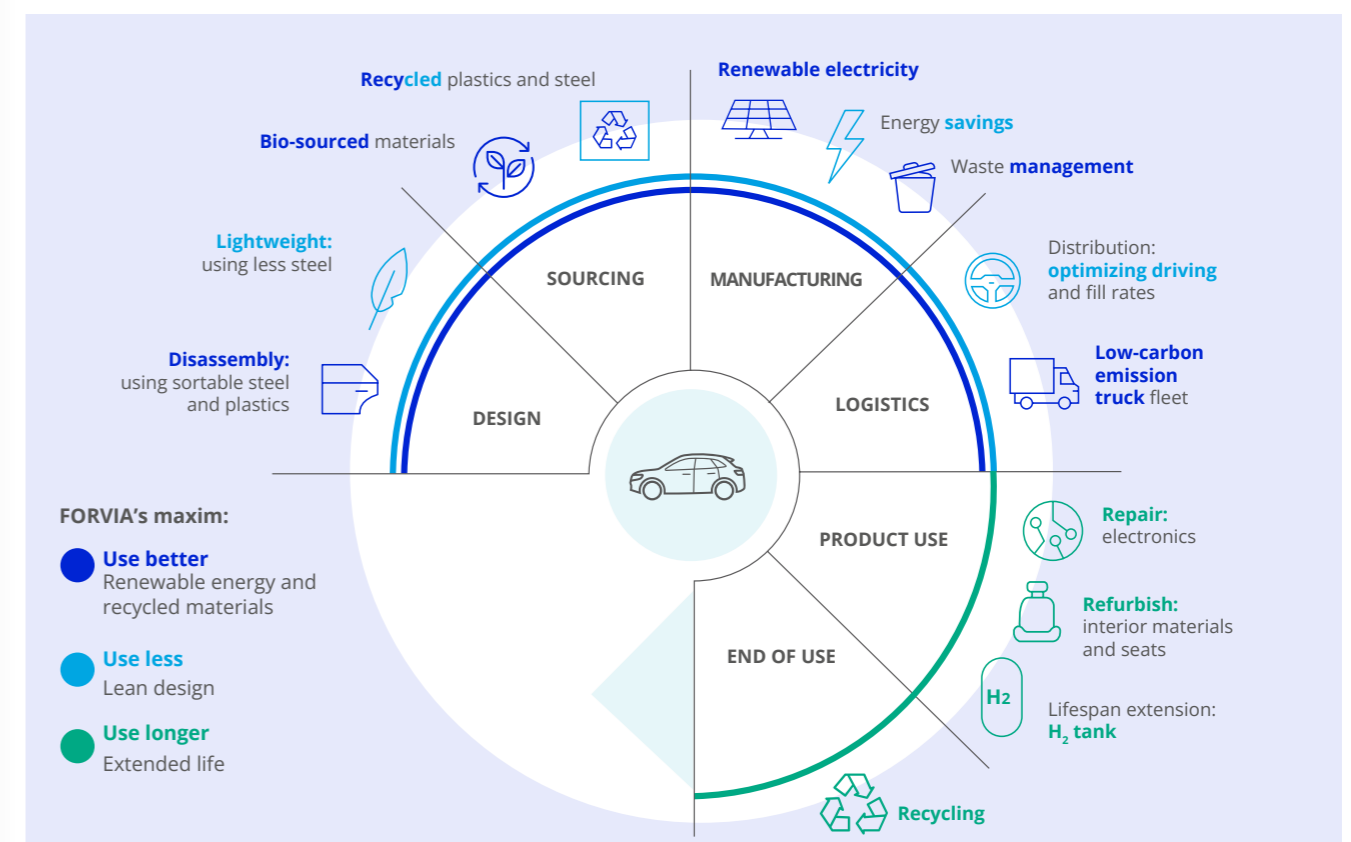 Recycled plastics and steel
Bio-sourced materials
Lightweight:
using less steel
Disassembly:
using sortable steel
and plastics
Renewable electricity
Energy savings
Waste management
Distribution:
optimizing driving
and fill rates
Low-carbon
emission
truck fleet
SOURCING
MANUFACTURING
DESIGN
LOGISTICS
PRODUCT USE
END OF USE
Repair:
electronics
Refurbish:
interior materials
and seats
H2
Lifespan extension:
H₂ tank
Recycling
FORVIA’s maxim:
Use better
Renewable energy and
recycled materials
Use less
Lean design
Use longer
Extended life